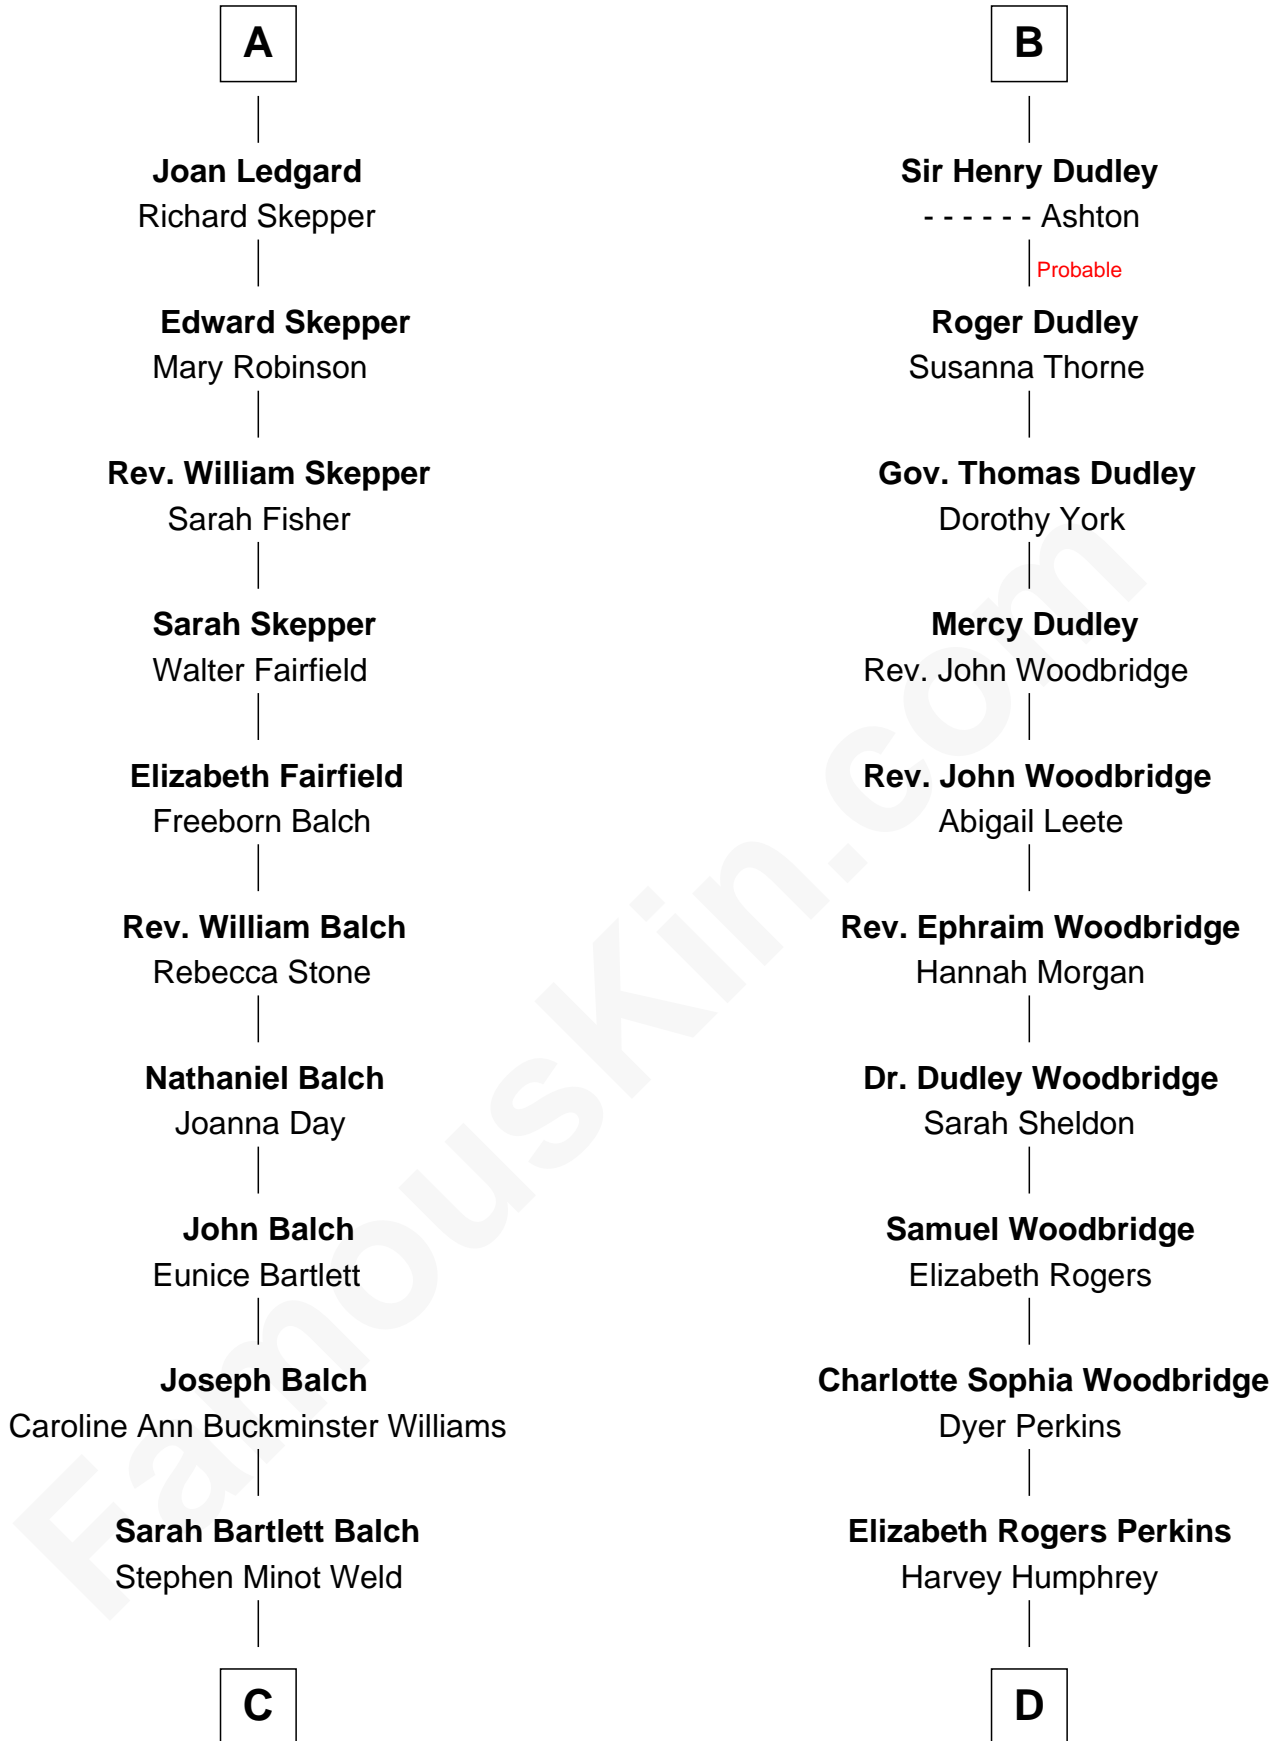 A
Joan Ledgard
Richard Skepper
Edward Skepper
Mary Robinson
Rev. William Skepper
Sarah Fisher
Sarah Skepper
Walter Fairfield
Elizabeth Fairfield
Freeborn Balch
Rev. William Balch
Rebecca Stone
Nathaniel Balch
Joanna Day
John Balch
Eunice Bartlett
Joseph Balch
Caroline Ann Buckminster Williams
Sarah Bartlett Balch
Stephen Minot Weld
C
B
Sir Henry Dudley
- - - - - - Ashton
Probable
Roger Dudley
Susanna Thorne
Gov. Thomas Dudley
Dorothy York
Mercy Dudley
Rev. John Woodbridge
Rev. John Woodbridge
Abigail Leete
Rev. Ephraim Woodbridge
Hannah Morgan
Dr. Dudley Woodbridge
Sarah Sheldon
Samuel Woodbridge
Elizabeth Rogers
Charlotte Sophia Woodbridge
Dyer Perkins
Elizabeth Rogers Perkins
Harvey Humphrey
D
FamousKin.com